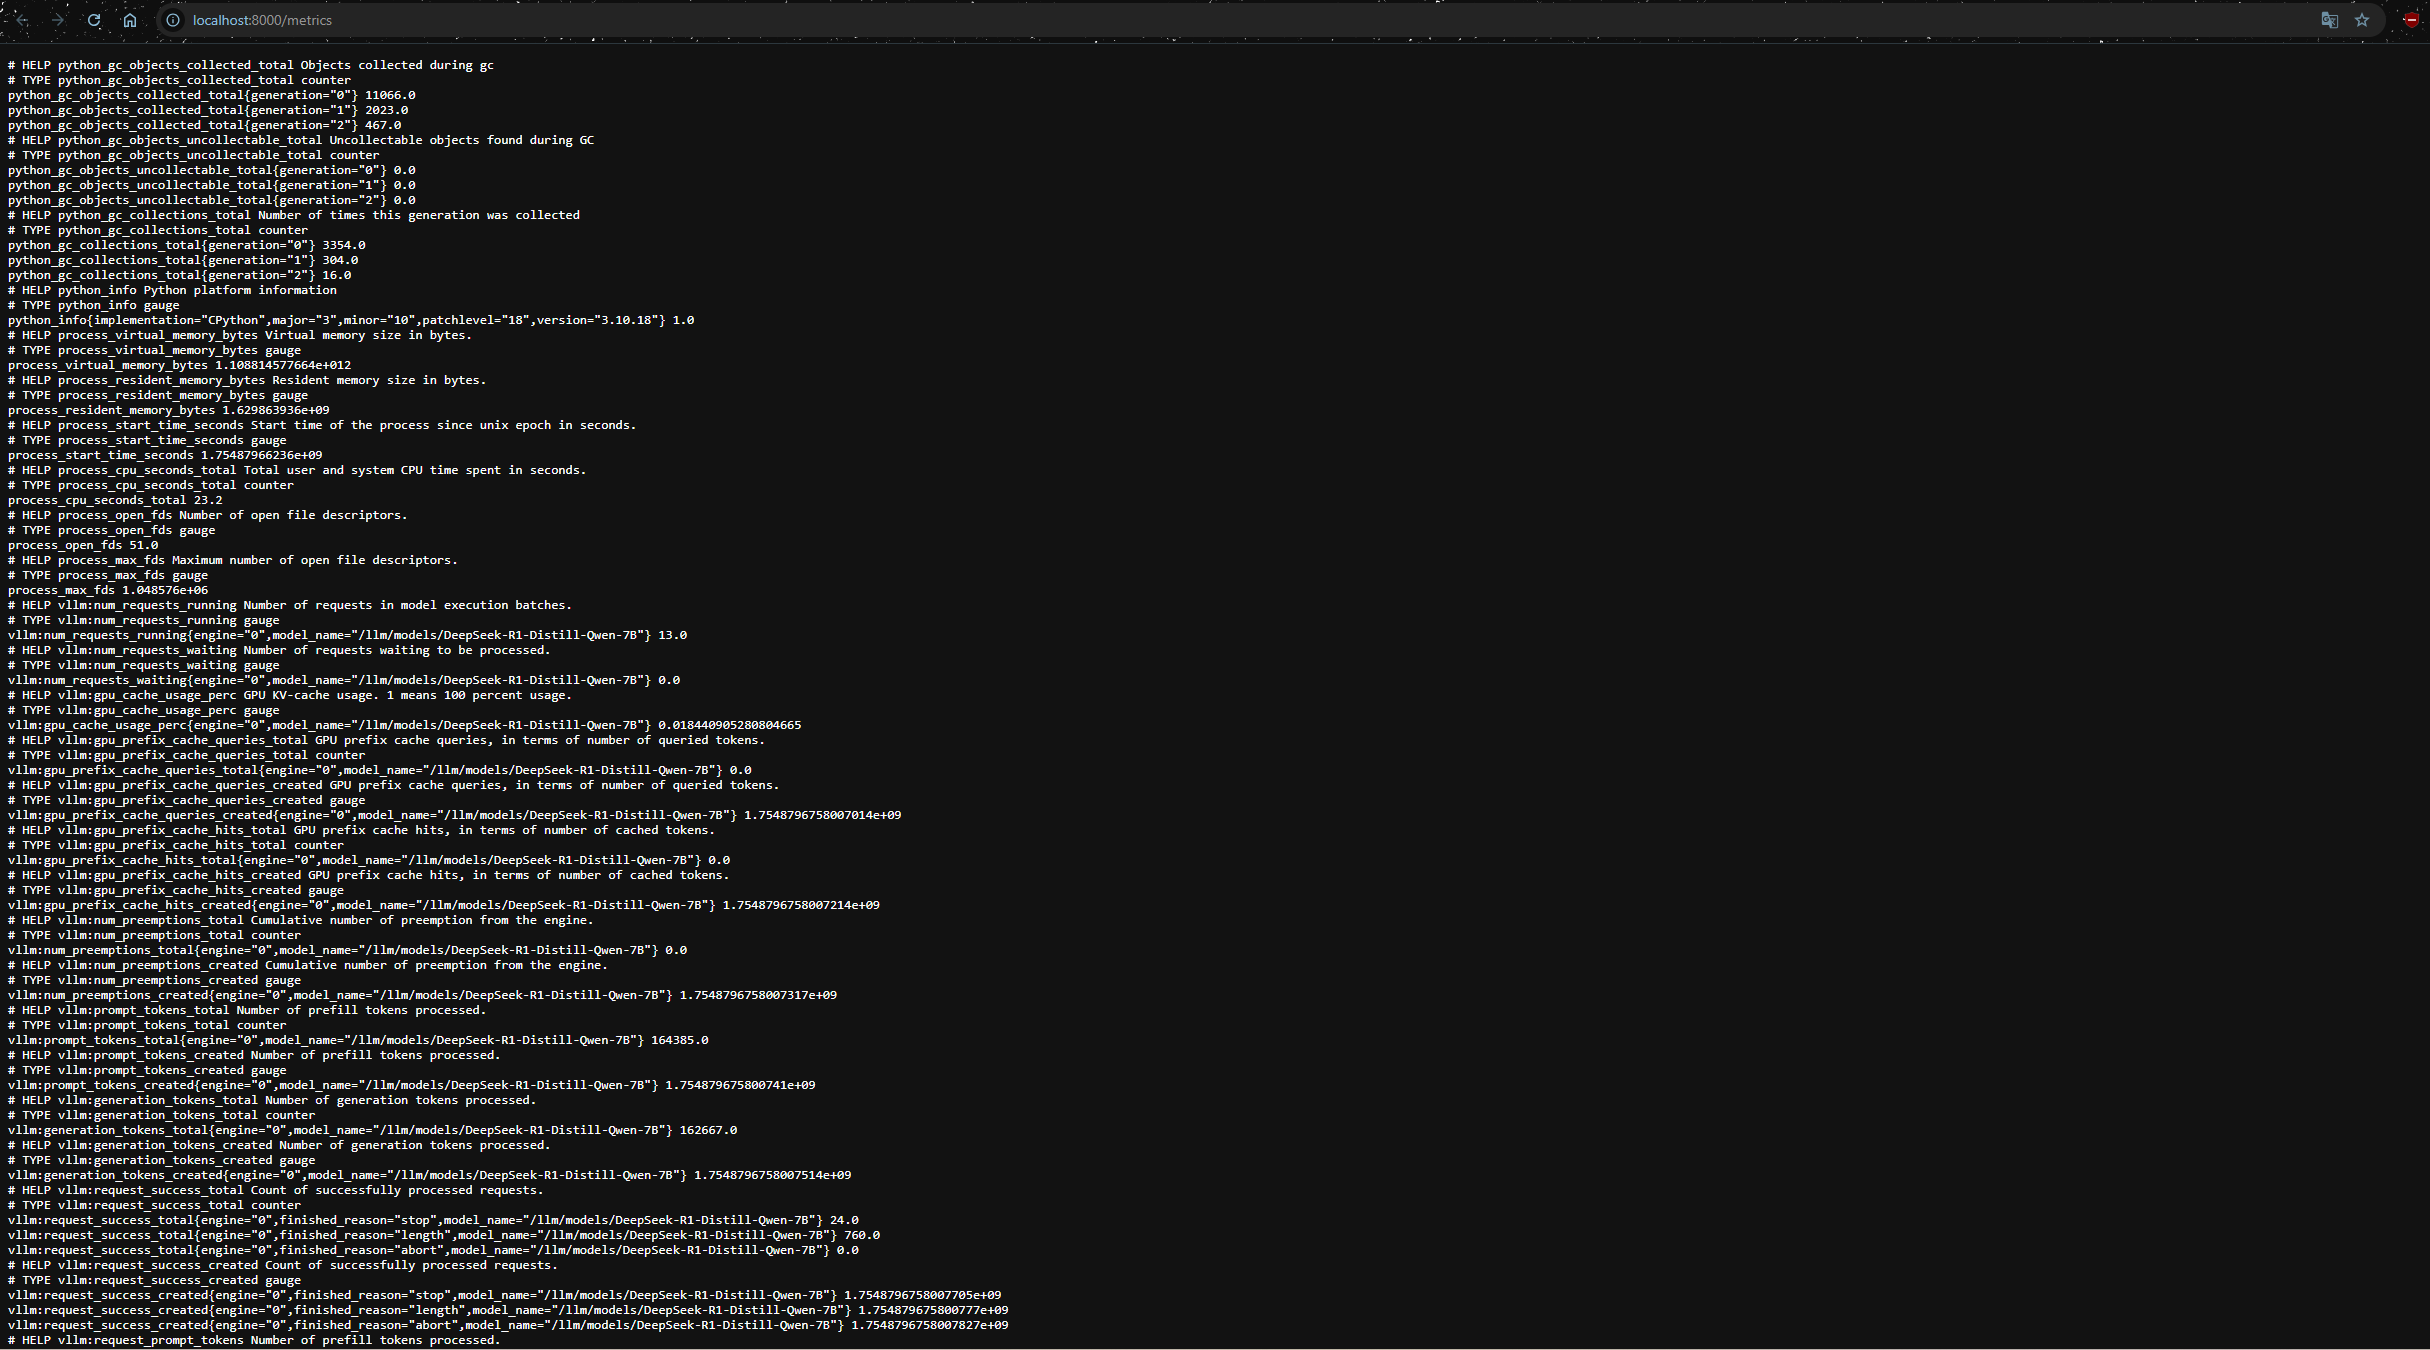 localhost:8000/metrics
# HELP python_gc_objects_collected_total Objects collected during gc
# TYPE python_gc_objects_collected_total counter
python_gc_objects_collected_total{generation="0"} 11066.0
python_gc_objects_collected_total{generation="1"} 2023.0
python_gc_objects_collected_total{generation="2"} 467.0
# HELP python_gc_objects_uncollectable_total Uncollectable objects found during GC
# TYPE python_gc_objects_uncollectable_total counter
python_gc_objects_uncollectable_total{generation="0"} 0.0
python_gc_objects_uncollectable_total{generation="1"} 0.0
python_gc_objects_uncollectable_total{generation="2"} 0.0
# HELP python_gc_collections_total Number of times this generation was collected
# TYPE python_gc_collections_total counter
python_gc_collections_total{generation="0"} 3354.0
python_gc_collections_total{generation="1"} 304.0
python_gc_collections_total{generation="2"} 16.0
# HELP python_info Python platform information
# TYPE python_info gauge
python_info{implementation="CPython",major="3",minor="10",patchlevel="18",version="3.10.18"} 1.0
# HELP process_virtual_memory_bytes Virtual memory size in bytes.
# TYPE process_virtual_memory_bytes gauge
process_virtual_memory_bytes 1.108814577664e+012
# HELP process_resident_memory_bytes Resident memory size in bytes.
# TYPE process_resident_memory_bytes gauge
process_resident_memory_bytes 1.629863936e+09
# HELP process_start_time_seconds Start time of the process since unix epoch in seconds.
# TYPE process_start_time_seconds gauge
process_start_time_seconds 1.75487966236e+09
# HELP process_cpu_seconds_total Total user and system CPU time spent in seconds.
# TYPE process_cpu_seconds_total counter
process_cpu_seconds_total 23.2
# HELP process_open_fds Number of open file descriptors.
# TYPE process_open_fds gauge
process_open_fds 51.0
# HELP process_max_fds Maximum number of open file descriptors.
# TYPE process_max_fds gauge
process_max_fds 1.048576e+06
# HELP vllm:num_requests_running Number of requests in model execution batches.
# TYPE vllm:num_requests_running gauge
vllm:num_requests_running{engine="0",model_name="/llm/models/DeepSeek-R1-Distill-Qwen-7B"} 13.0
# HELP vllm:num_requests_waiting Number of requests waiting to be processed.
# TYPE vllm:num_requests_waiting gauge
vllm:num_requests_waiting{engine="0",model_name="/llm/models/DeepSeek-R1-Distill-Qwen-7B"} 0.0
# HELP vllm:gpu_cache_usage_perc GPU KV-cache usage. 1 means 100 percent usage.
# TYPE vllm:gpu_cache_usage_perc gauge
vllm:gpu_cache_usage_perc{engine="0",model_name="/llm/models/DeepSeek-R1-Distill-Qwen-7B"} 0.018440905280804665
# HELP vllm:gpu_prefix_cache_queries_total GPU prefix cache queries, in terms of number of queried tokens.
# TYPE vllm:gpu_prefix_cache_queries_total counter
vllm:gpu_prefix_cache_queries_total{engine="0",model_name="/llm/models/DeepSeek-R1-Distill-Qwen-7B"} 0.0
# HELP vllm:gpu_prefix_cache_queries_created GPU prefix cache queries, in terms of number of queried tokens.
# TYPE vllm:gpu_prefix_cache_queries_created gauge
vllm:gpu_prefix_cache_queries_created{engine="0",model_name="/llm/models/DeepSeek-R1-Distill-Qwen-7B"} 1.7548796758007014e+09
# HELP vllm:gpu_prefix_cache_hits_total GPU prefix cache hits, in terms of number of cached tokens.
# TYPE vllm:gpu_prefix_cache_hits_total counter
vllm:gpu_prefix_cache_hits_total{engine="0",model_name="/llm/models/DeepSeek-R1-Distill-Qwen-7B"} 0.0
# HELP vllm:gpu_prefix_cache_hits_created GPU prefix cache hits, in terms of number of cached tokens.
# TYPE vllm:gpu_prefix_cache_hits_created gauge
vllm:gpu_prefix_cache_hits_created{engine="0",model_name="/llm/models/DeepSeek-R1-Distill-Qwen-7B"} 1.7548796758007214e+09
# HELP vllm:num_preemptions_total Cumulative number of preemption from the engine.
# TYPE vllm:num_preemptions_total counter
vllm:num_preemptions_total{engine="0",model_name="/llm/models/DeepSeek-R1-Distill-Qwen-7B"} 0.0
# HELP vllm:num_preemptions_created Cumulative number of preemption from the engine.
# TYPE vllm:num_preemptions_created gauge
vllm:num_preemptions_created{engine="0",model_name="/llm/models/DeepSeek-R1-Distill-Qwen-7B"} 1.7548796758007317e+09
# HELP vllm:prompt_tokens_total Number of prefill tokens processed.
# TYPE vllm:prompt_tokens_total counter
vllm:prompt_tokens_total{engine="0",model_name="/llm/models/DeepSeek-R1-Distill-Qwen-7B"} 164385.0
# HELP vllm:prompt_tokens_created Number of prefill tokens processed.
# TYPE vllm:prompt_tokens_created gauge
vllm:prompt_tokens_created{engine="0",model_name="/llm/models/DeepSeek-R1-Distill-Qwen-7B"} 1.754879675800741e+09
# HELP vllm:generation_tokens_total Number of generation tokens processed.
# TYPE vllm:generation_tokens_total counter
vllm:generation_tokens_total{engine="0",model_name="/llm/models/DeepSeek-R1-Distill-Qwen-7B"} 162667.0
# HELP vllm:generation_tokens_created Number of generation tokens processed.
# TYPE vllm:generation_tokens_created gauge
vllm:generation_tokens_created{engine="0",model_name="/llm/models/DeepSeek-R1-Distill-Qwen-7B"} 1.7548796758007514e+09
# HELP vllm:request_success_total Count of successfully processed requests.
# TYPE vllm:request_success_total counter
vllm:request_success_total{engine="0",finished_reason="stop",model_name="/llm/models/DeepSeek-R1-Distill-Qwen-7B"} 24.0
vllm:request_success_total{engine="0",finished_reason="length",model_name="/llm/models/DeepSeek-R1-Distill-Qwen-7B"} 760.0
vllm:request_success_total{engine="0",finished_reason="abort",model_name="/llm/models/DeepSeek-R1-Distill-Qwen-7B"} 0.0
# HELP vllm:request_success_created Count of successfully processed requests.
# TYPE vllm:request_success_created gauge
vllm:request_success_created{engine="0",finished_reason="stop",model_name="/llm/models/DeepSeek-R1-Distill-Qwen-7B"} 1.7548796758007705e+09
vllm:request_success_created{engine="0",finished_reason="length",model_name="/llm/models/DeepSeek-R1-Distill-Qwen-7B"} 1.754879675800777e+09
vllm:request_success_created{engine="0",finished_reason="abort",model_name="/llm/models/DeepSeek-R1-Distill-Qwen-7B"} 1.7548796758007827e+09
# HELP vllm:request_prompt_tokens Number of prefill tokens processed.